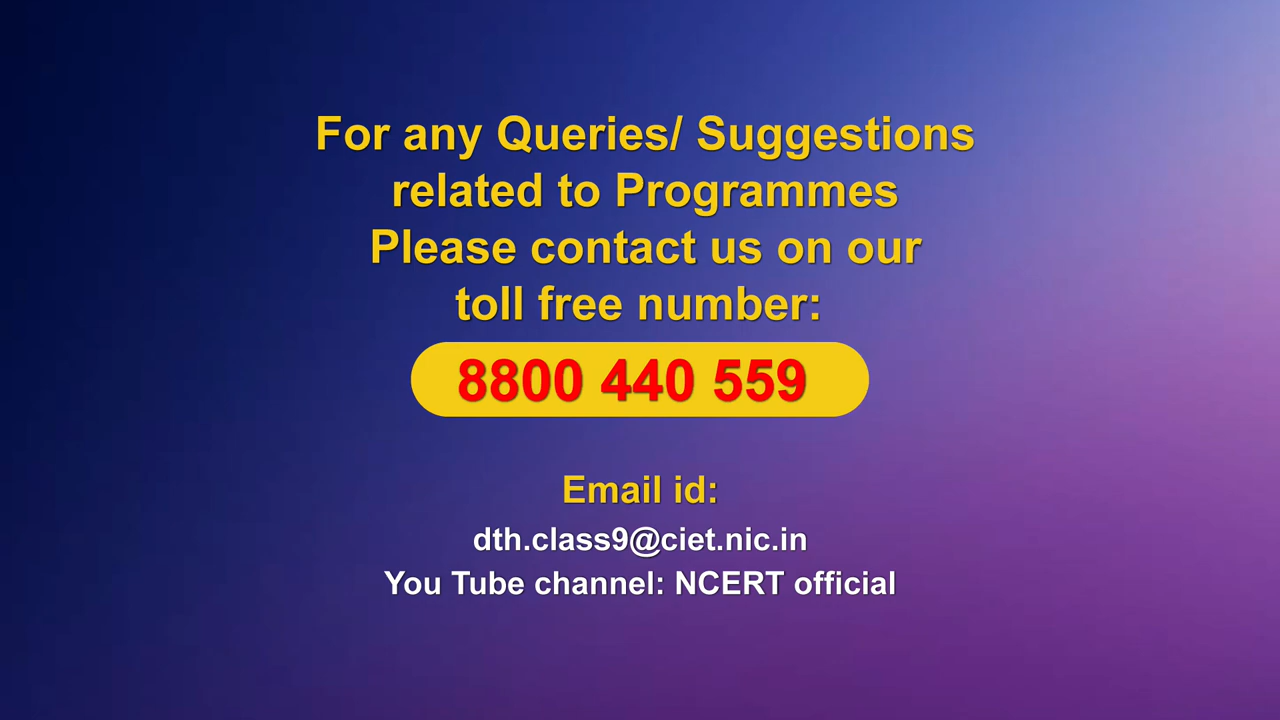 For any Queries/ Suggestions
related to Programmes
Please contact us on our
toll free number:
8800 440 559
Email id:
dth.class9@ciet.nic.in
You Tube channel: NCERT official